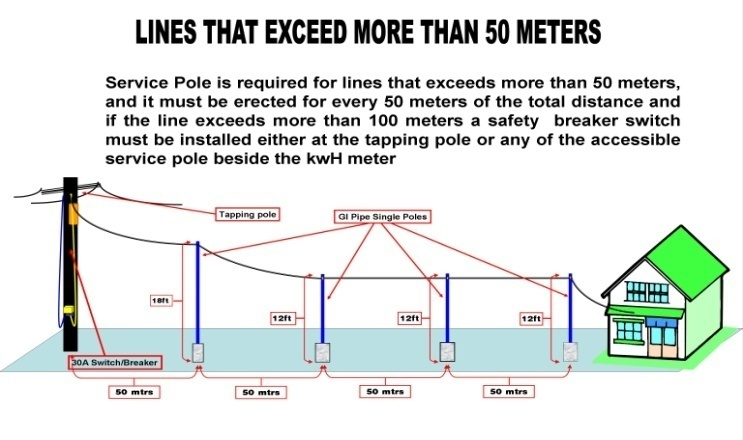 LINES THAT EXCEED MORE THAN 50 METERS
Service Pole is required for lines that exceeds more than 50 meters,
and it must be erected for every 50 meters of the total distance and
if the line exceeds more than 100 meters a safety breaker switch
must be installed either at the tapping pole or any of the accessible
service pole beside the kwH meter
Tapping pole
GI Pipe Single Poles
18ft
12ft
12ft
12ft
30A Switch/Breaker
50 mtrs
50 mtrs
50 mtrs
50 mtrs